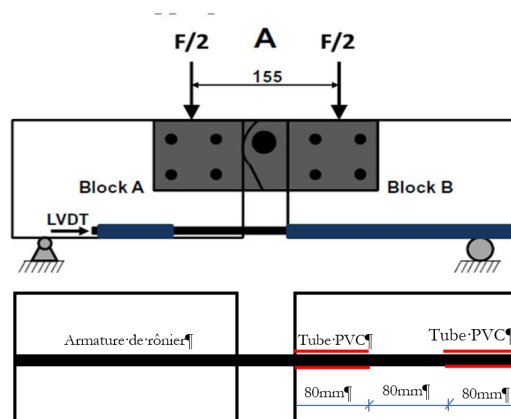 F/2 A F/2
155
Block A Block B
LVDT
Armature·de·rônier¶ Tube·PVC¶ Tube·PVC¶
80mm¶ 80mm¶ 80mm¶